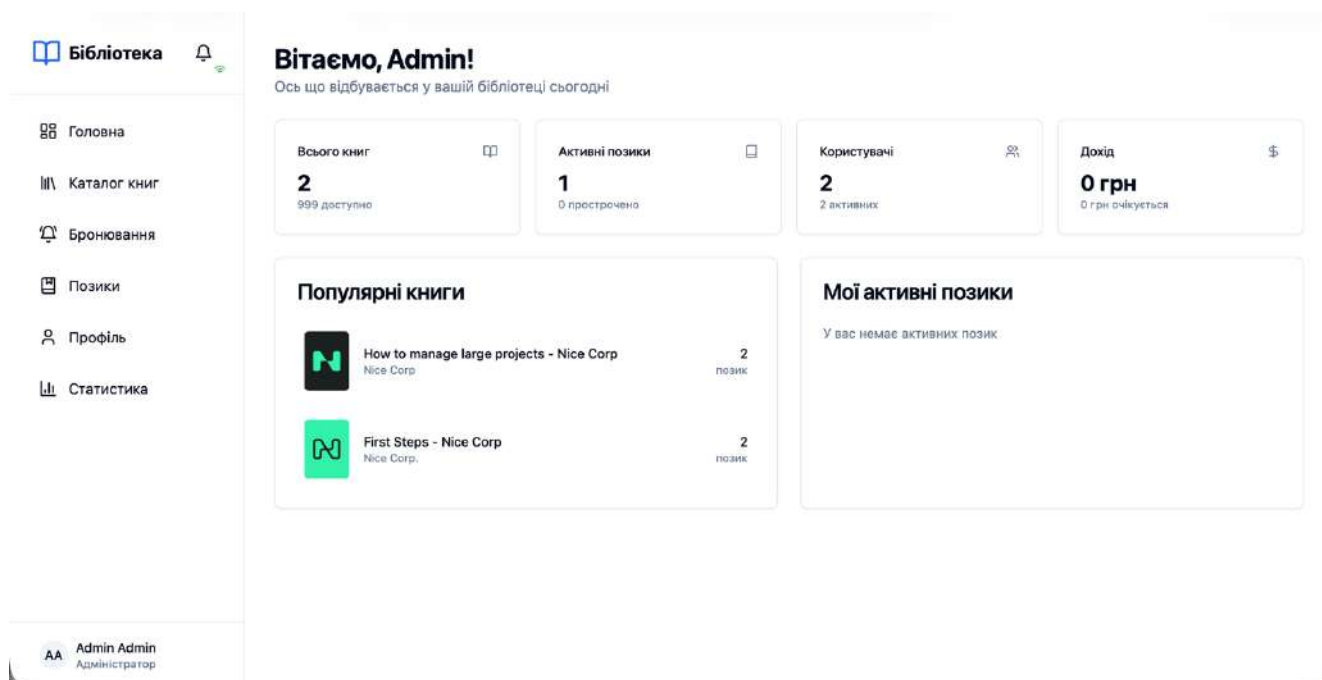 Бібліотека
Головна
Каталог книг
Бронювання
Позики
Профіль
Статистика
AA
Admin Admin
Адміністратор
Вітаємо, Admin!
Ось що відбувається у вашій бібліотеці сьогодні
Всього книг
2
999 доступно
Активні позики
1
0 прострочено
Користувачі
2
2 активних
Дохід
$
0 грн
0 грн очікується
Популярні книги
How to manage large projects - Nice Corp
Nice Corp
2
позик
First Steps - Nice Corp
Nice Corp.
2
позик
Мої активні позики
У вас немає активних позик